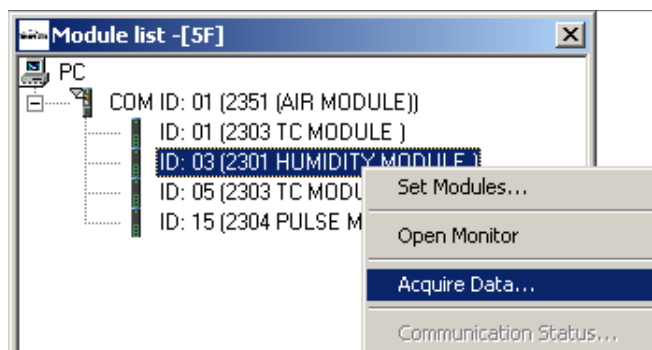 Module list -[5F]
PC
COM ID: 01 (2351 (AIR MODULE))
ID: 01 (2303 TC MODULE )
ID: 03 (2301 HUMIDITY MODULE )
ID: 05 (2303 TC MODU
ID: 15 (2304 PULSE M
Set Modules...
Open Monitor
Acquire Data...
Communication Status...